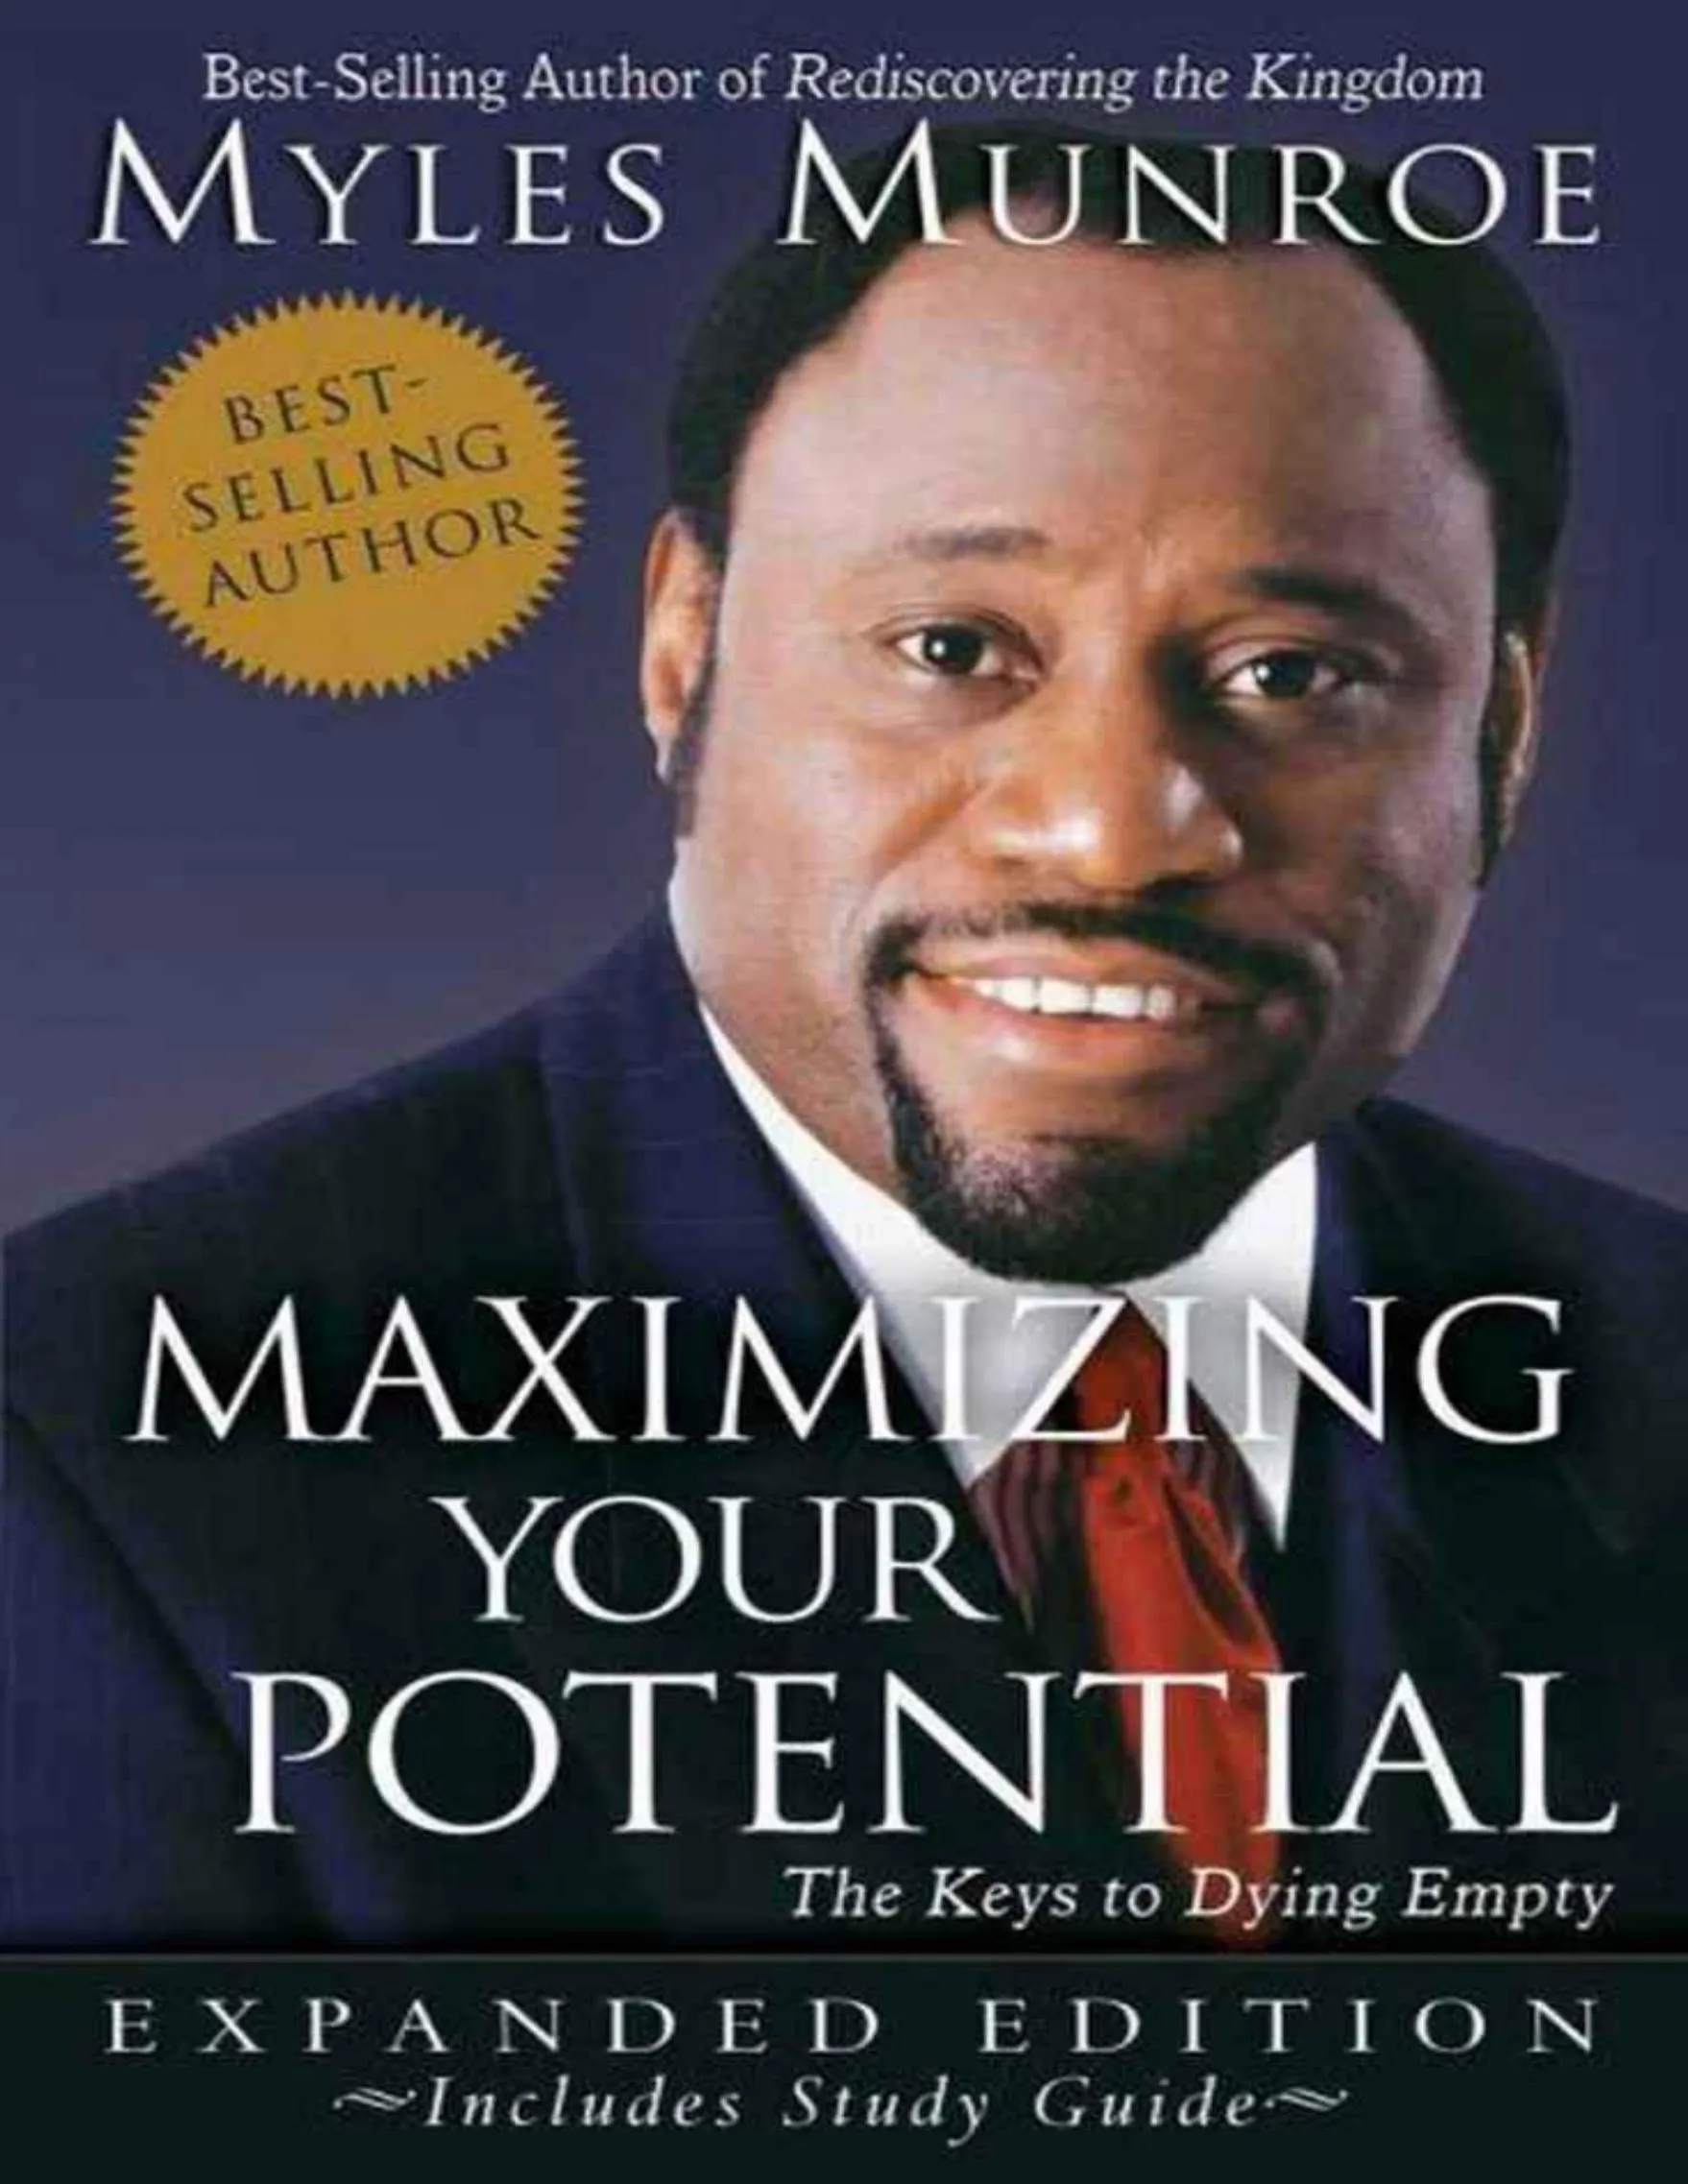 Best-Selling Author of Rediscovering the Kingdom
MYLES MUNROE
BEST-
SELLING
AUTHOR
MAXIMIZING
YOUR
POTENTIAL
The Keys to Dying Empty
EXPANDED EDITION
~Includes Study Guide~